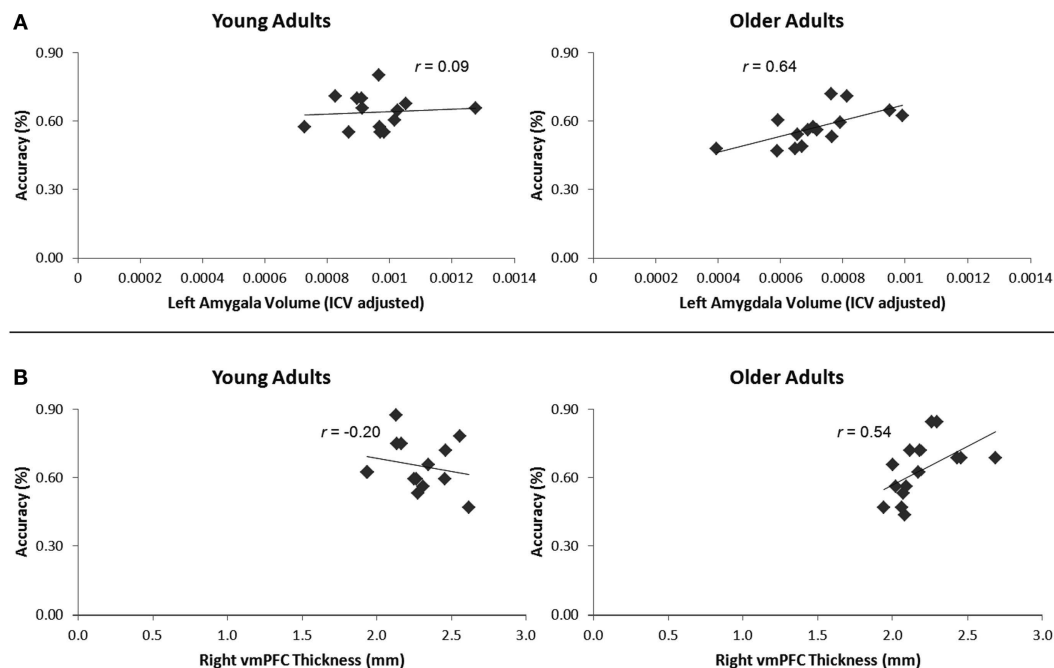 A
Young Adults
Older Adults
0.90
0.60
0.30
0.00
Accuracy (%)
r = 0.09
0
0.0002
0.0004
0.0006
0.0008
0.001
0.0012
0.0014
Left Amygala Volume (ICV adjusted)
0.90
0.60
0.30
0.00
Accuracy (%)
r = 0.64
0
0.0002
0.0004
0.0006
0.0008
0.001
0.0012
0.0014
Left Amygdala Volume (ICV adjusted)
B
Young Adults
Older Adults
0.90
0.60
0.30
0.00
Accuracy (%)
r = -0.20
0.0
0.5
1.0
1.5
2.0
2.5
3.0
Right vmPFC Thickness (mm)
0.90
0.60
0.30
0.00
Accuracy (%)
r = 0.54
0.0
0.5
1.0
1.5
2.0
2.5
3.0
Right vmPFC Thickness (mm)